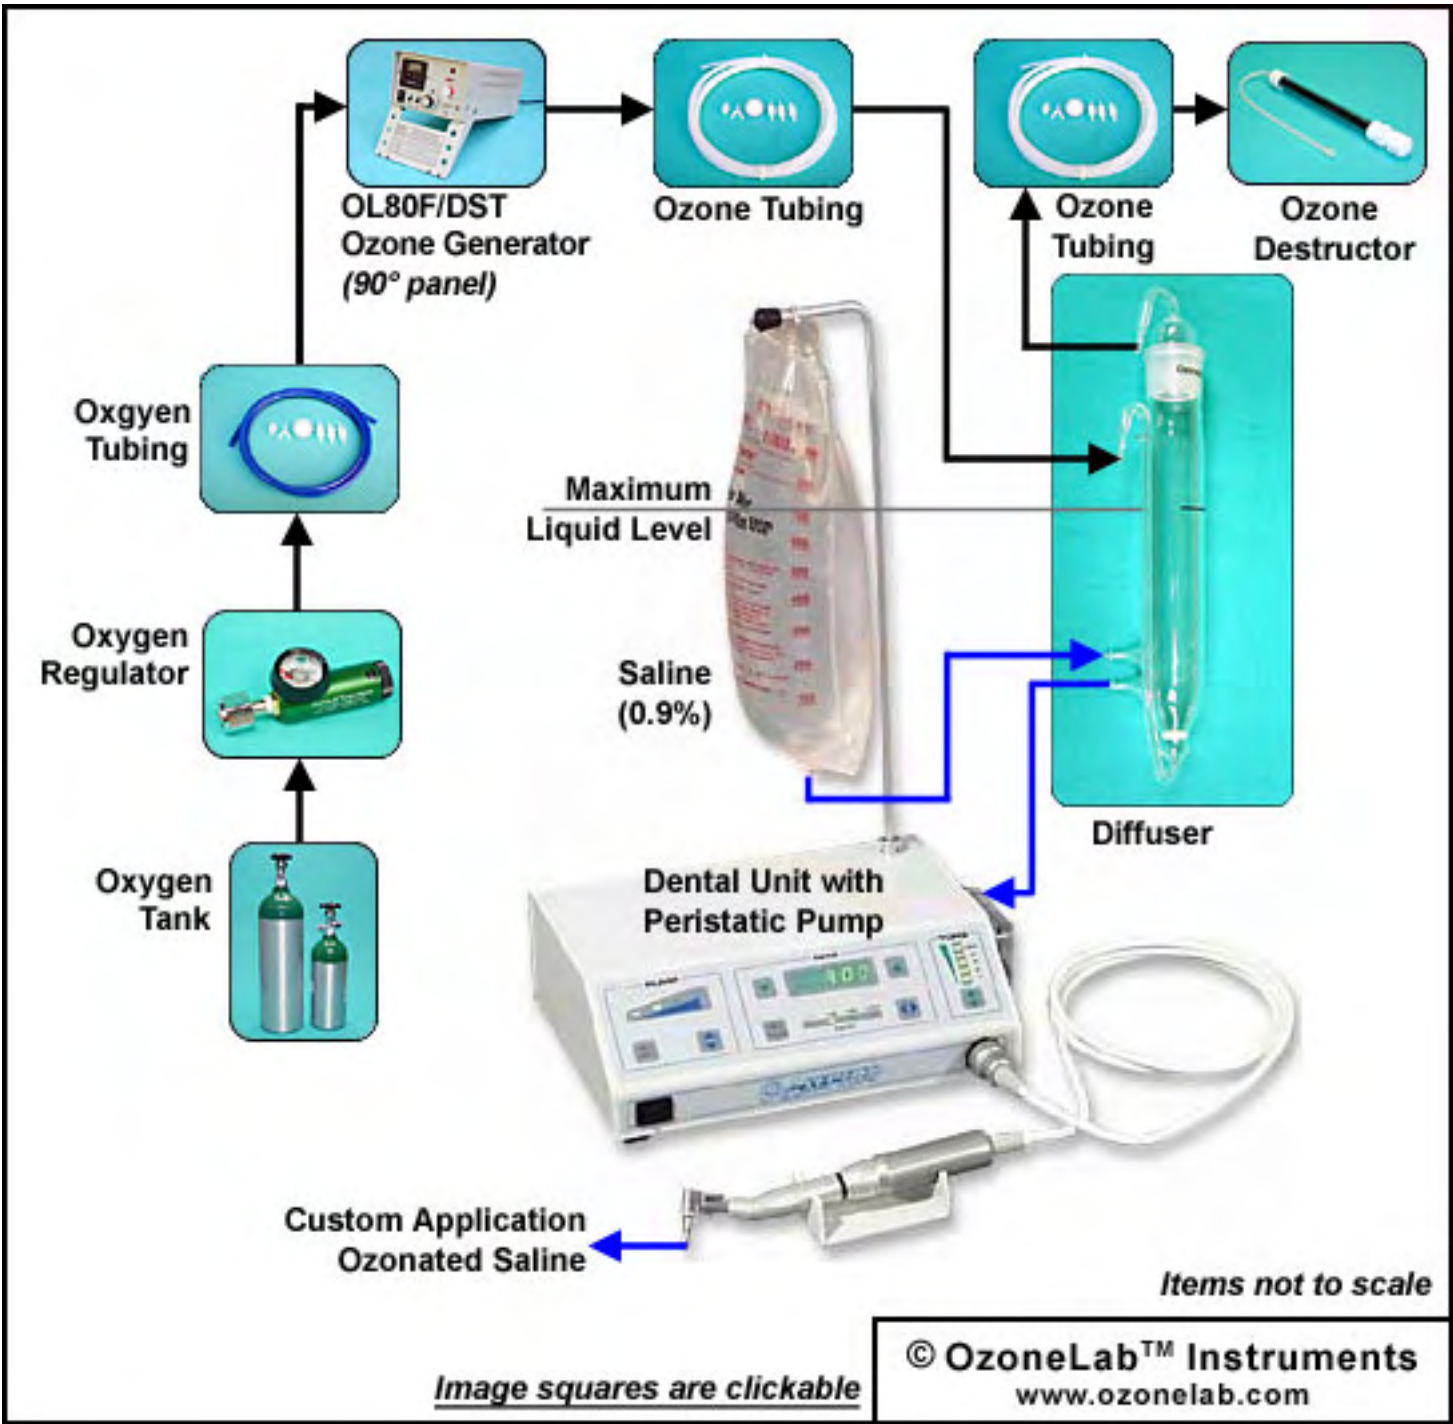 OL80F/DST
Ozone Generator
(90° panel)
Ozone Tubing
Ozone
Tubing
Ozone
Destructor
Oxgyen
Tubing
Maximum
Liquid Level
Oxygen
Regulator
Saline
(0.9%)
Diffuser
Oxygen
Tank
Dental Unit with
Peristatic Pump
Custom Application
Ozonated Saline
Items not to scale
© OzoneLab™ Instruments
www.ozonelab.com
Image squares are clickable